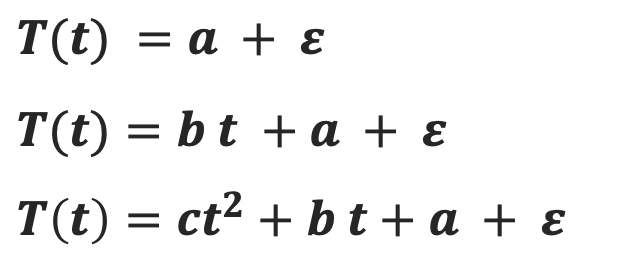 T(t) = a + ε
T(t) = b t + a + ε
T(t) = ct² + b t + a + ε